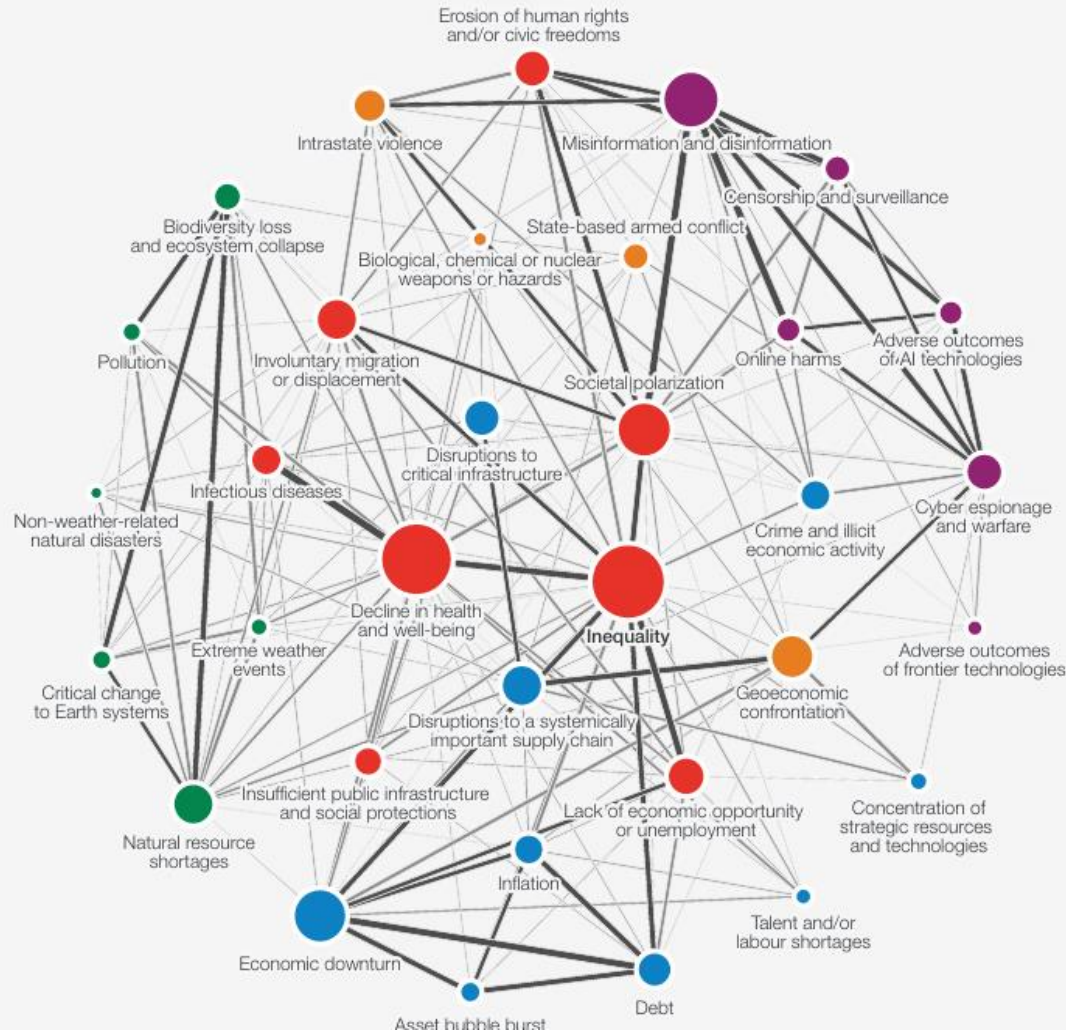 Erosion of human rights
and/or civic freedoms
Intrastate violence
Misinformation and disinformation
Censorship and surveillance
Biodiversity loss
and ecosystem collapse
State-based armed conflict
Biological, chemical or nuclear
weapons or hazards
Pollution
Involuntary migration
or displacement
Online harms
Adverse outcomes
of AI technologies
Societal polarization
Disruptions to
critical infrastructure
Infectious diseases
Non-weather-related
natural disasters
Crime and illicit
economic activity
Cyber espionage
and warfare
Decline in health
and well-being
Inequality
Extreme weather
events
Adverse outcomes
of frontier technologies
Critical change
to Earth systems
Geoeconomic
confrontation
Disruptions to a systemically
important supply chain
Insufficient public infrastructure
and social protections
Lack of economic opportunity
or unemployment
Concentration of
strategic resources
and technologies
Natural resource
shortages
Inflation
Talent and/or
labour shortages
Economic downturn
Debt
Asset bubble burst